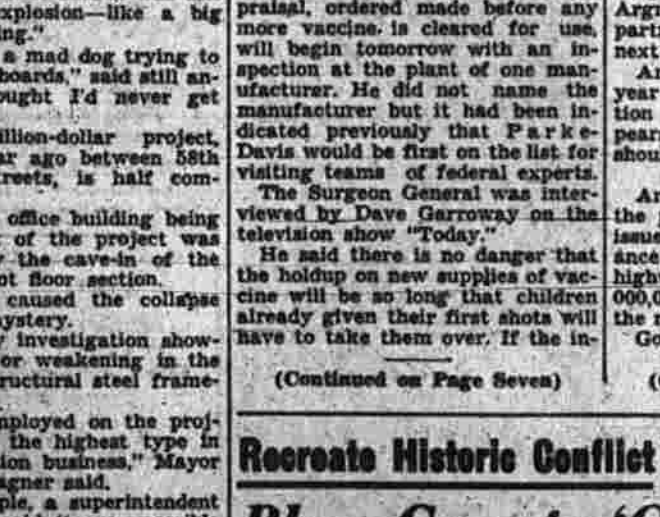 explosion—like a big
ing."
a mad dog trying to
boards," said still an-
ought I'd never get
illion-dollar project,
ar ago between 58th
reets, is half com-
office building being
of the project was
the cave-in of the
ot floor section.
caused the collapse
ystery.
investigation show-
or weakening in the
ructural steel frame-
mployed on the proj-
the highest type in
ion business," Mayor
agner said.
ple, a superintendent
praisal, ordered made before any
more vaccine is cleared for use,
will begin tomorrow with an in-
spection at the plant of one man-
ufacturer. He did not name the
manufacturer but it had been in-
dicated previously that Parke-
Davis would be first on the list for
visiting teams of federal experts.
The Surgeon General was inter-
viewed by Dave Garroway on the
television show "Today."
He said there is no danger that
the holdup on new supplies of vac-
cine will be so long that children
already given their first shots will
have to take them over. If the in-
(Continued on Page Seven)
Recreate Historic Conflict
Argr
parti
next
Ar
year
tion
pear
shou
Ar
the
issue
ance
high
000,0
the r
Go